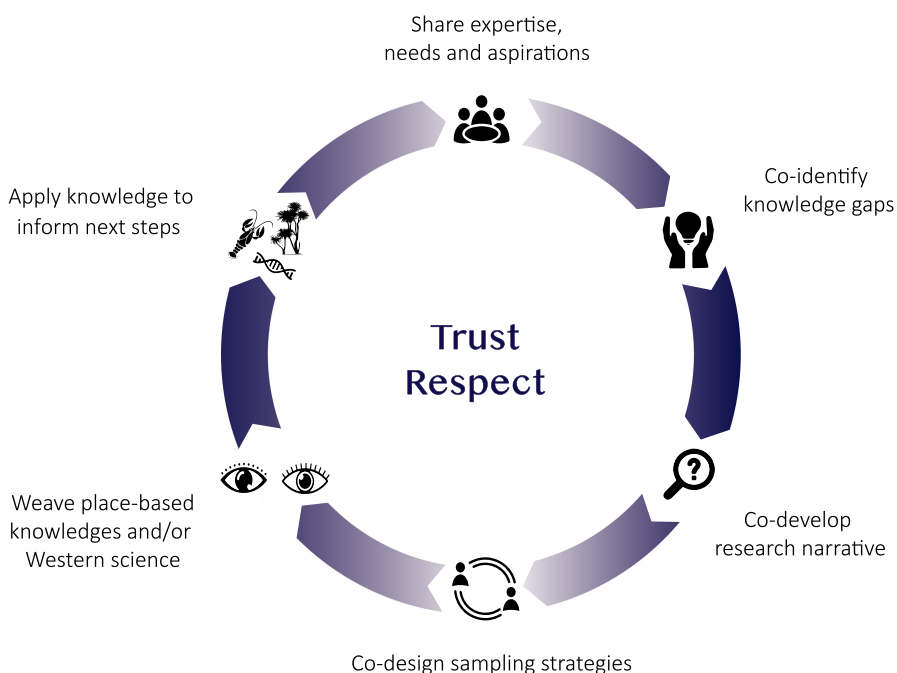 Share expertise,
needs and aspirations
Co-identify
knowledge gaps
Co-develop
research narrative
Co-design sampling strategies
Weave place-based
knowledges and/or
Western science
Apply knowledge to
inform next steps
Trust
Respect
?